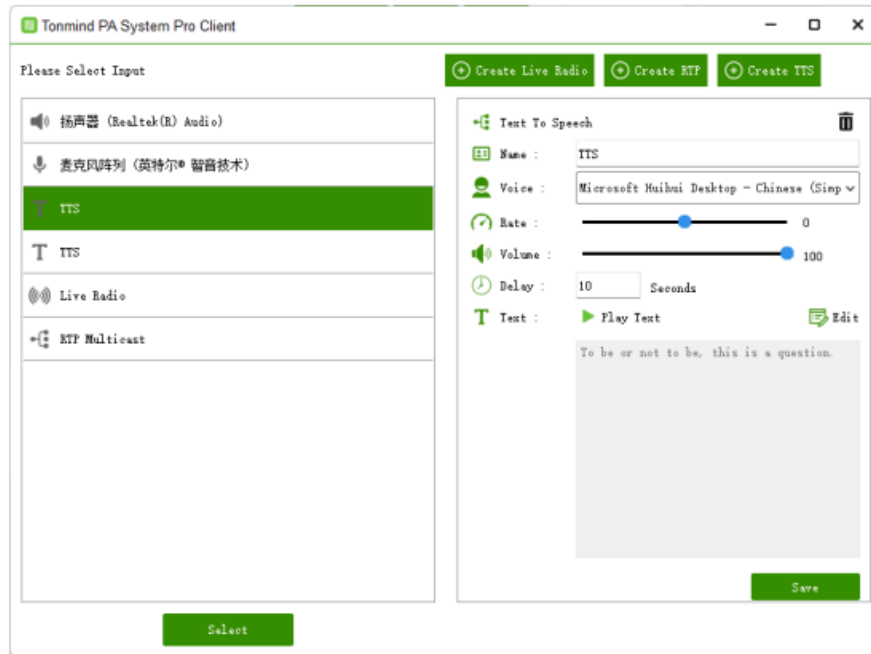 Tonmind PA System Pro Client
Please Select Input
Create Live Radio
Create RTP
Create TTS
扬声器 (Realtek(R) Audio)
麦克风阵列 (英特尔® 智音技术)
TTS
TTS
Live Radio
RTP Multicast
Select
Text To Speech
Name : TTS
Voice : Microsoft Huihui Desktop - Chinese (Simp
Rate : 0
Volume : 100
Delay : 10 Seconds
Text : Play Text Edit
To be or not to be, this is a question.
Save